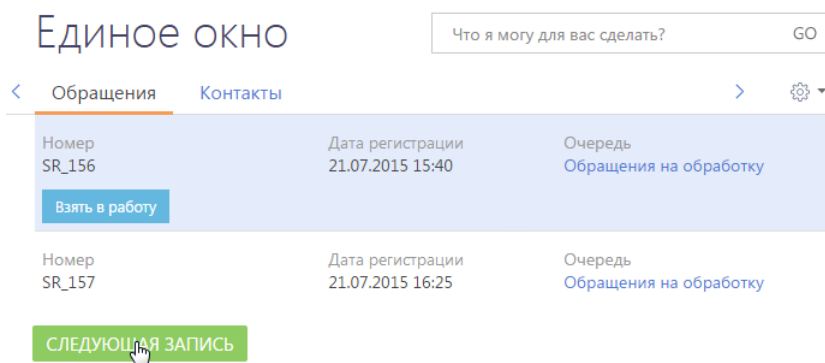 Единое окно
Что я могу для вас сделать? GO
Обращения Контакты
Номер Дата регистрации Очередь
SR_156 21.07.2015 15:40 Обращения на обработку
Взять в работу
Номер Дата регистрации Очередь
SR_157 21.07.2015 16:25 Обращения на обработку
СЛЕДУЮЩАЯ ЗАПИСЬ